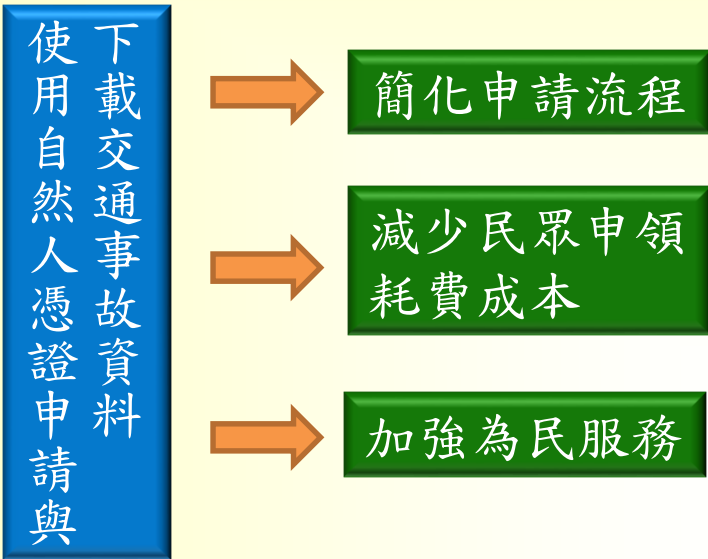 使用自然人憑證申請與
下載交通事故資料
簡化申請流程
減少民眾申領
耗費成本
加強為民服務